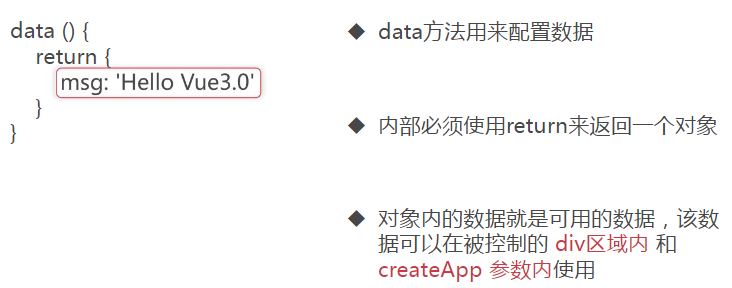 data () {
return {
msg: 'Hello Vue3.0'
}
}
◆ data方法用来配置数据
◆ 内部必须使用return来返回一个对象
◆ 对象内的数据就是可用的数据，该数
据可以在被控制的 div区域内 和
createApp 参数内使用